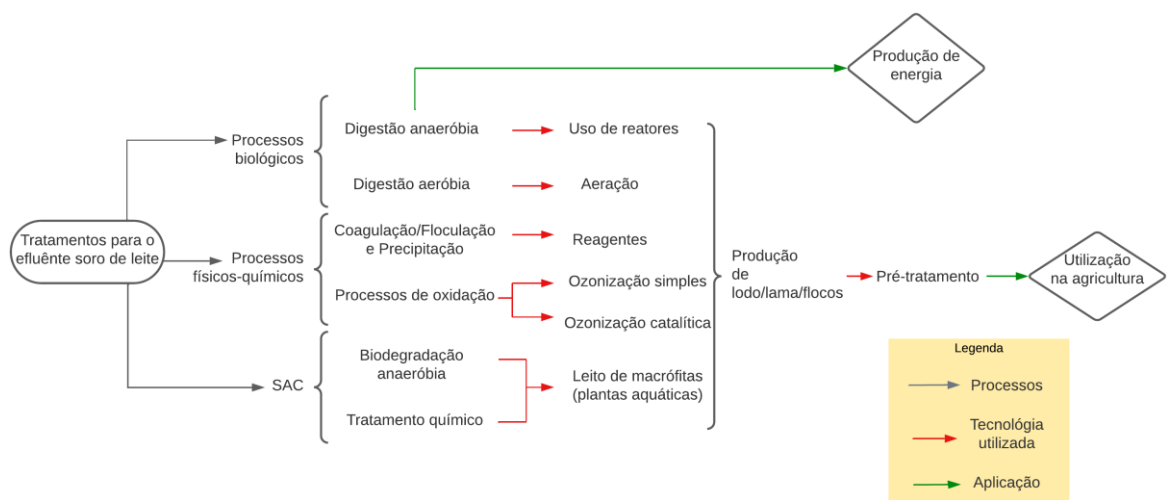 Produção de
energia
Processos
biológicos
Digestão anaeróbia
Uso de reatores
Digestão aeróbia
Aeração
Tratamentos para o
efluênte soro de leite
Processos
físicos-químicos
Coagulação/Floculação
e Precipitação
Reagentes
Processos de oxidação
Ozonização simples
Ozonização catalítica
SAC
Biodegradação
anaeróbia
Tratamento químico
Leito de macrófitas
(plantas aquáticas)
Produção
de
lodo/lama/flocos
Pré-tratamento
Utilização
na agricultura
Legenda
Processos
Tecnológia
utilizada
Aplicação